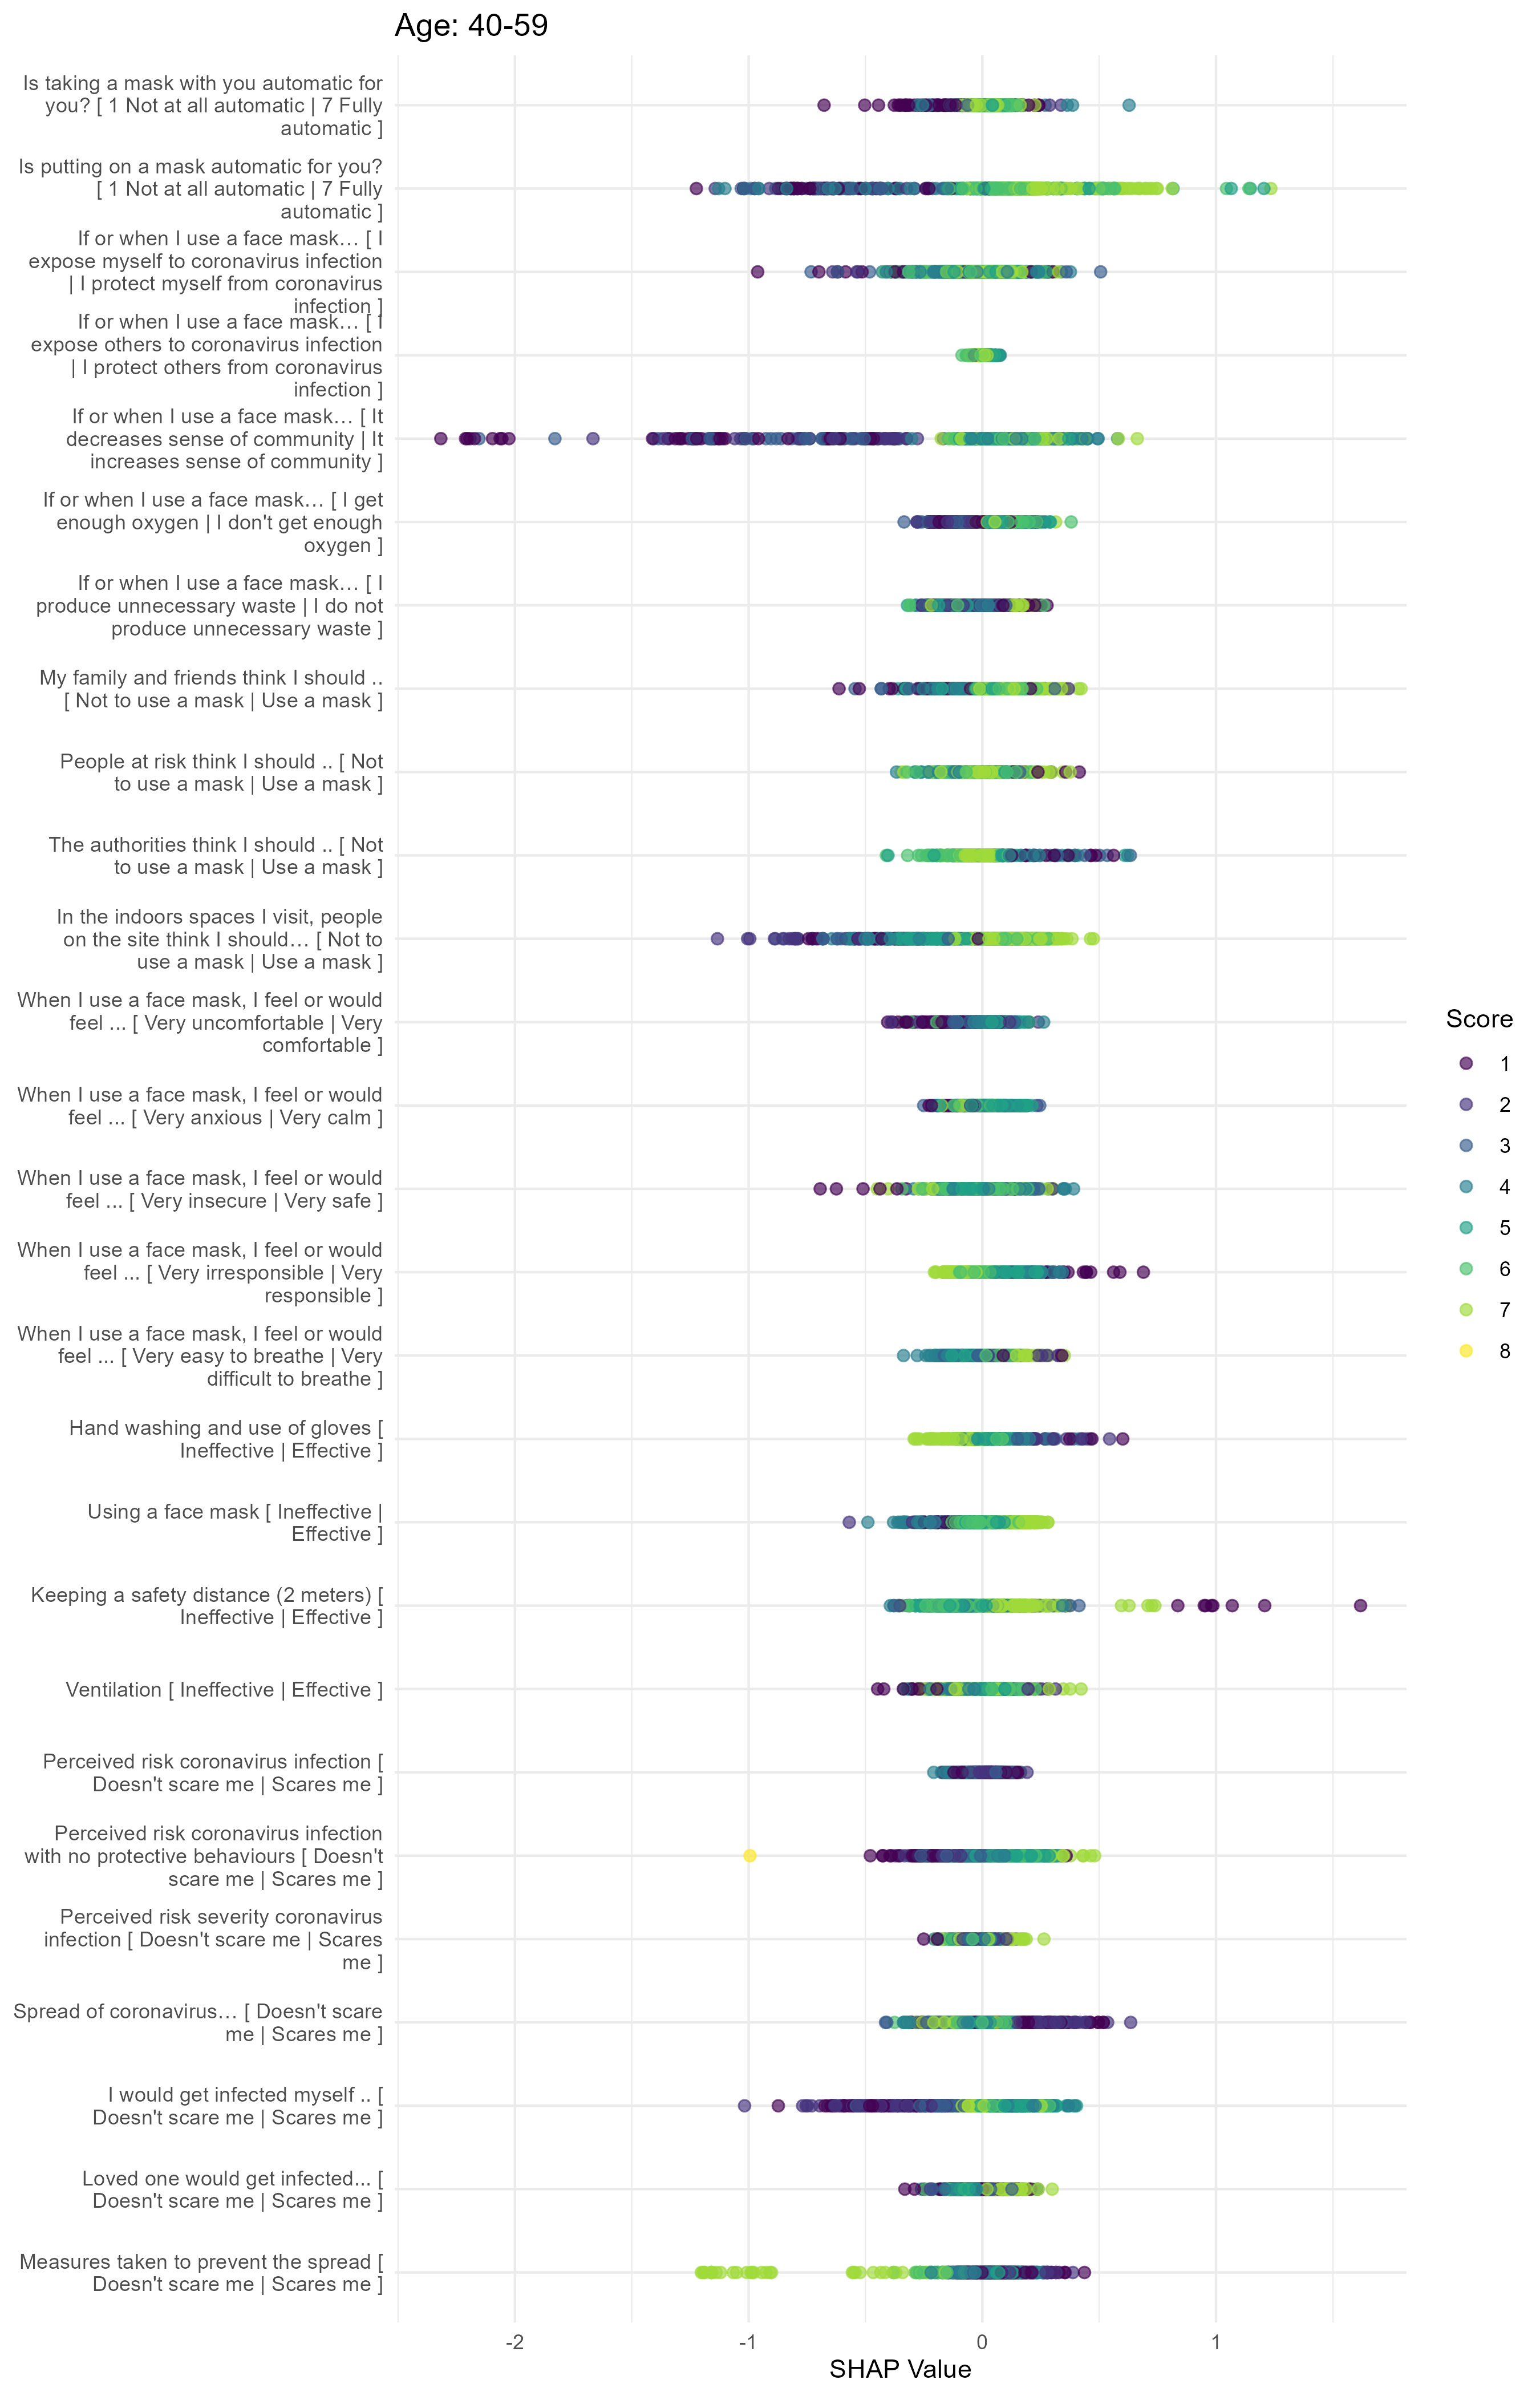 Age: 40-59
Is taking a mask with you automatic for
you? [ 1 Not at all automatic | 7 Fully
automatic ]
Is putting on a mask automatic for you?
[ 1 Not at all automatic | 7 Fully
automatic ]
If or when I use a face mask… [ I
expose myself to coronavirus infection
| I protect myself from coronavirus
infection ]
If or when I use a face mask… [ I
expose others to coronavirus infection
| I protect others from coronavirus
infection ]
If or when I use a face mask… [ It
decreases sense of community | It
increases sense of community ]
If or when I use a face mask… [ I get
enough oxygen | I don't get enough
oxygen ]
If or when I use a face mask… [ I
produce unnecessary waste | I do not
produce unnecessary waste ]
My family and friends think I should ..
[ Not to use a mask | Use a mask ]
People at risk think I should .. [ Not
to use a mask | Use a mask ]
The authorities think I should .. [ Not
to use a mask | Use a mask ]
In the indoors spaces I visit, people
on the site think I should… [ Not to
use a mask | Use a mask ]
When I use a face mask, I feel or would
feel ... [ Very uncomfortable | Very
comfortable ]
When I use a face mask, I feel or would
feel ... [ Very anxious | Very calm ]
When I use a face mask, I feel or would
feel ... [ Very insecure | Very safe ]
When I use a face mask, I feel or would
feel ... [ Very irresponsible | Very
responsible ]
When I use a face mask, I feel or would
feel ... [ Very easy to breathe | Very
difficult to breathe ]
Hand washing and use of gloves [
Ineffective | Effective ]
Using a face mask [ Ineffective |
Effective ]
Keeping a safety distance (2 meters) [
Ineffective | Effective ]
Ventilation [ Ineffective | Effective ]
Perceived risk coronavirus infection [
Doesn't scare me | Scares me ]
Perceived risk coronavirus infection
with no protective behaviours [ Doesn't
scare me | Scares me ]
Perceived risk severity coronavirus
infection [ Doesn't scare me | Scares
me ]
Spread of coronavirus… [ Doesn't scare
me | Scares me ]
I would get infected myself .. [
Doesn't scare me | Scares me ]
Loved one would get infected... [
Doesn't scare me | Scares me ]
Measures taken to prevent the spread [
Doesn't scare me | Scares me ]
-2 -1 0 1
SHAP Value
Score
1
2
3
4
5
6
7
8